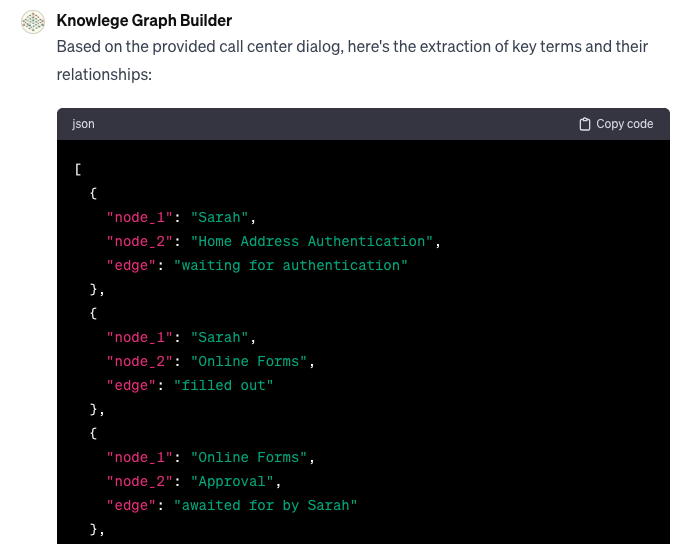 Knowlege Graph Builder
Based on the provided call center dialog, here's the extraction of key terms and their
relationships:
json
Copy code
[
{
"node_1": "Sarah",
"node_2": "Home Address Authentication",
"edge": "waiting for authentication"
},
{
"node_1": "Sarah",
"node_2": "Online Forms",
"edge": "filled out"
},
{
"node_1": "Online Forms",
"node_2": "Approval",
"edge": "awaited for by Sarah"
},